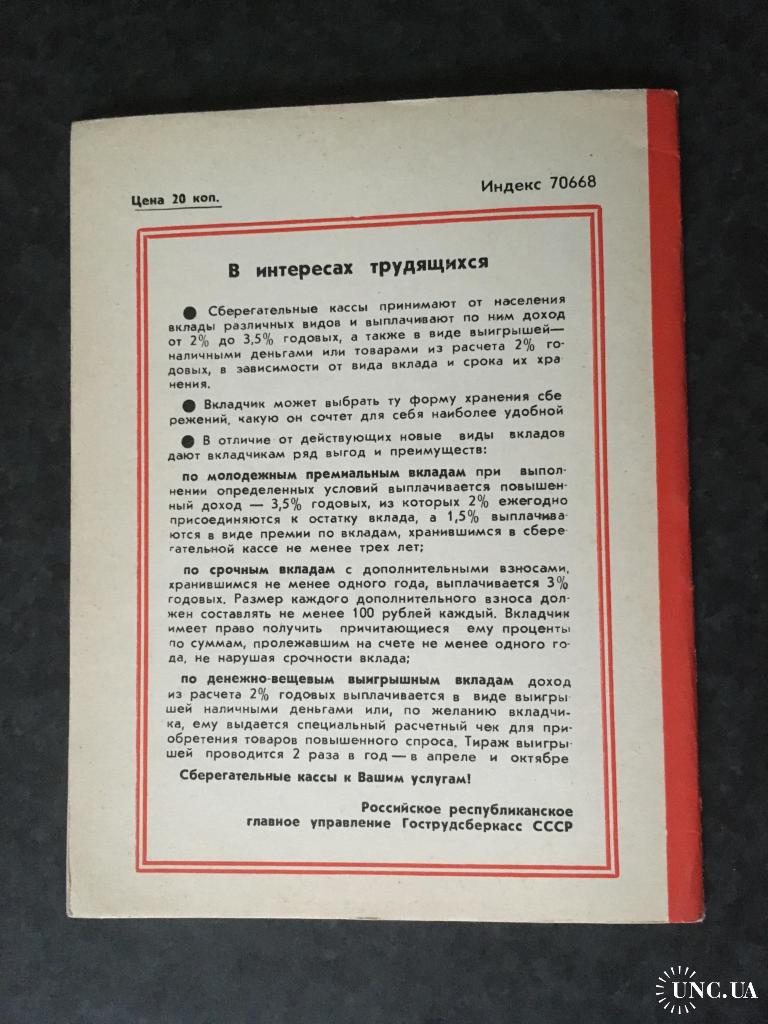 Цена 20 коп.
Индекс 70668
В интересах трудящихся
● Сберегательные кассы принимают от населения
вклады различных видов и выплачивают по ним доход
от 2% до 3,5% годовых, а также в виде выигрышей—
наличными деньгами или товарами из расчета 2% го-
довых, в зависимости от вида вклада и срока их хра
нения.
● Вкладчик может выбрать ту форму хранения сбе
режений, какую он сочтет для себя наиболее удобной
● В отличие от действующих новые виды вкладов
дают вкладчикам ряд выгод и преимуществ:
по молодежным премиальным вкладам при выпол-
нении определенных условий выплачивается повышен-
ный доход — 3,5% годовых, из которых 2% ежегодно
присоединяются к остатку вклада, а 1,5% выплачива-
ются в виде премии по вкладам, хранившимся в сбере-
гательной кассе не менее трех лет;
по срочным вкладам с дополнительными взносами,
хранившимся не менее одного года, выплачивается 3%
годовых. Размер каждого дополнительного взноса дол-
жен составлять не менее 100 рублей каждый. Вкладчик
имеет право получить причитающиеся ему проценты
по суммам, пролежавшим на счете не менее одного го-
да, не нарушая срочности вклада;
по денежно-вещевым выигрышным вкладам доход
из расчета 2% годовых выплачивается в виде выигры
шей наличными деньгами или, по желанию вкладчи-
ка, ему выдается специальный расчетный чек для при-
обретения товаров повышенного спроса. Тираж выигры-
шей проводится 2 раза в год — в апреле и октябре
Сберегательные кассы к Вашим услугам!
Российское республиканское
главное управление Гострудсберкасс СССР
UNC.UA